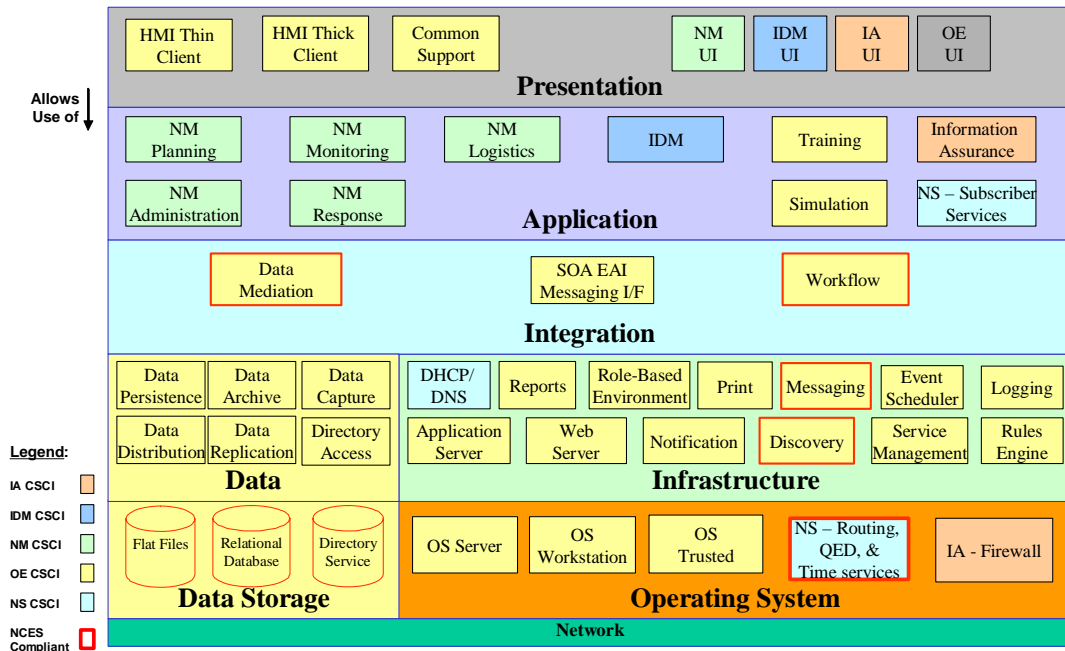 HMI Thin
Client
HMI Thick
Client
Common
Support
NM
UI
IDM
UI
IA
UI
OE
UI
Presentation
Allows
Use of
NM
Planning
NM
Monitoring
NM
Logistics
IDM
Training
Information
Assurance
NM
Administration
NM
Response
Simulation
NS – Subscriber
Services
Application
Data
Mediation
SOA EAI
Messaging I/F
Workflow
Integration
Data
Persistence
Data
Archive
Data
Capture
Data
Distribution
Data
Replication
Directory
Access
Data
DHCP/
DNS
Reports
Role-Based
Environment
Print
Messaging
Event
Scheduler
Logging
Application
Server
Web
Server
Notification
Discovery
Service
Management
Rules
Engine
Infrastructure
Flat Files
Relational
Database
Directory
Service
Data Storage
OS Server
OS
Workstation
OS
Trusted
NS – Routing,
QED, &
Time services
IA - Firewall
Operating System
Network
Legend:
IA CSCI
IDM CSCI
NM CSCI
OE CSCI
NS CSCI
NCES
Compliant